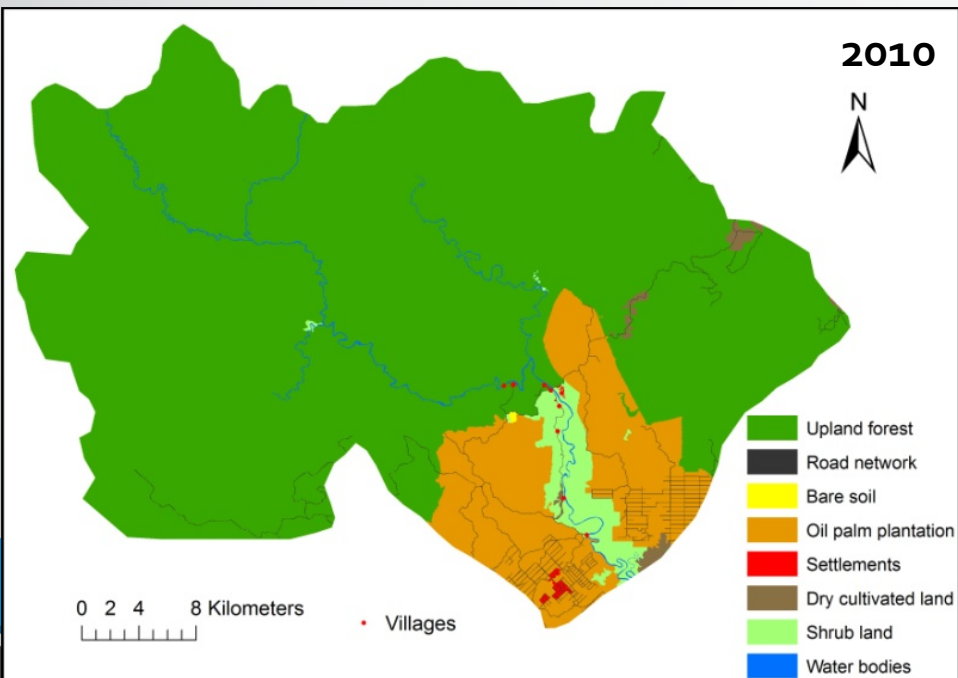 2010
N
Upland forest
Road network
Bare soil
Oil palm plantation
Settlements
Dry cultivated land
Shrub land
Water bodies
0 2 4 8 Kilometers
Villages